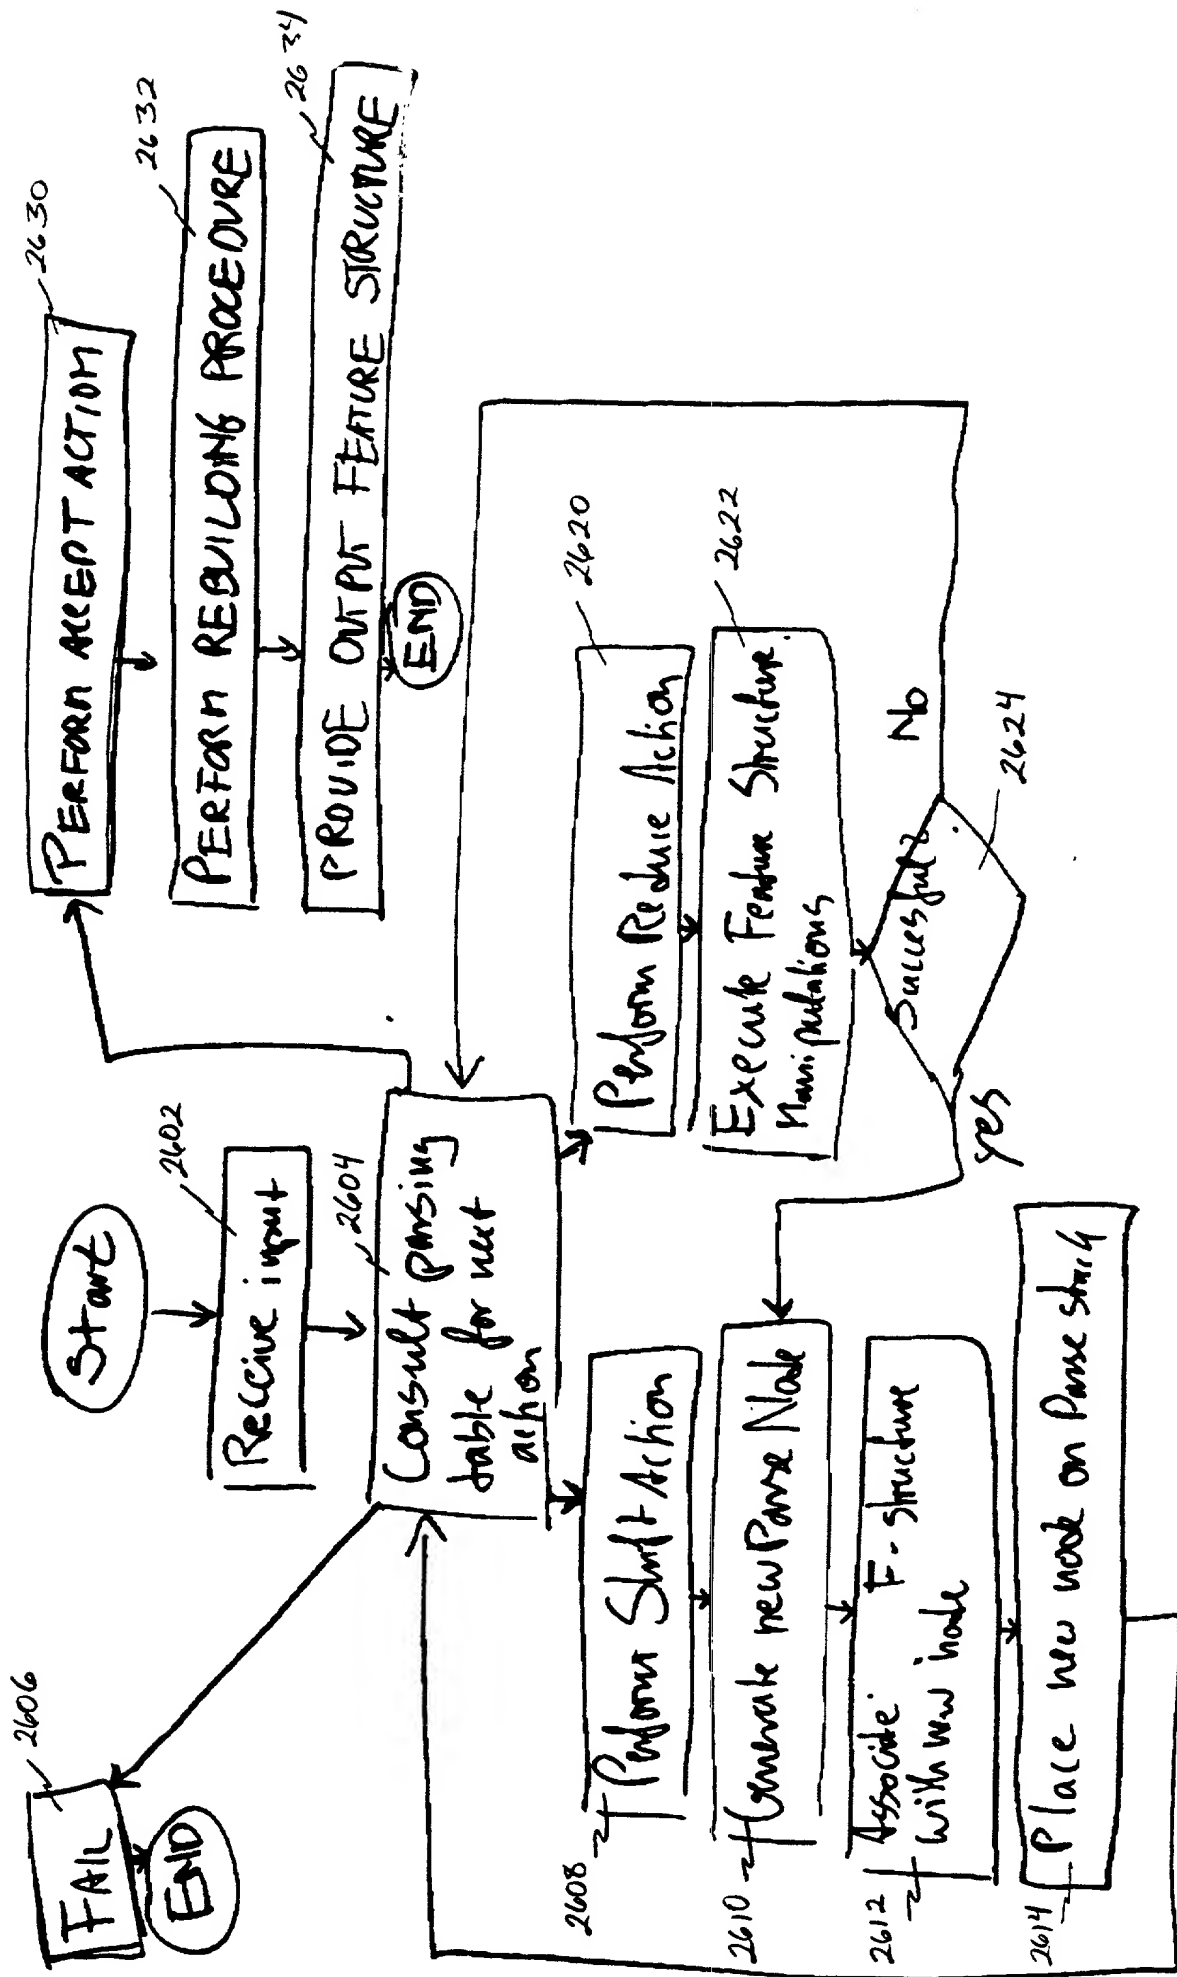 Start
2602
Receive input
2604
Consult parsing
table for next
action
2606
FAIL
END
2630
PERFORM ACCEPT ACTION
2632
PERFORM REBUILDING PROCEDURE
2634
PROVIDE OUTPUT FEATURE STRUCTURE
END
2608
Perform Shift Action
2610
Generate new Parse Node
2612
Associate F-structure
with new node
2614
Place new node on Parse stack
2620
Perform Reduce Action
2622
Execute Feature Structure
Manipulations
Successful?
2624
No
yes